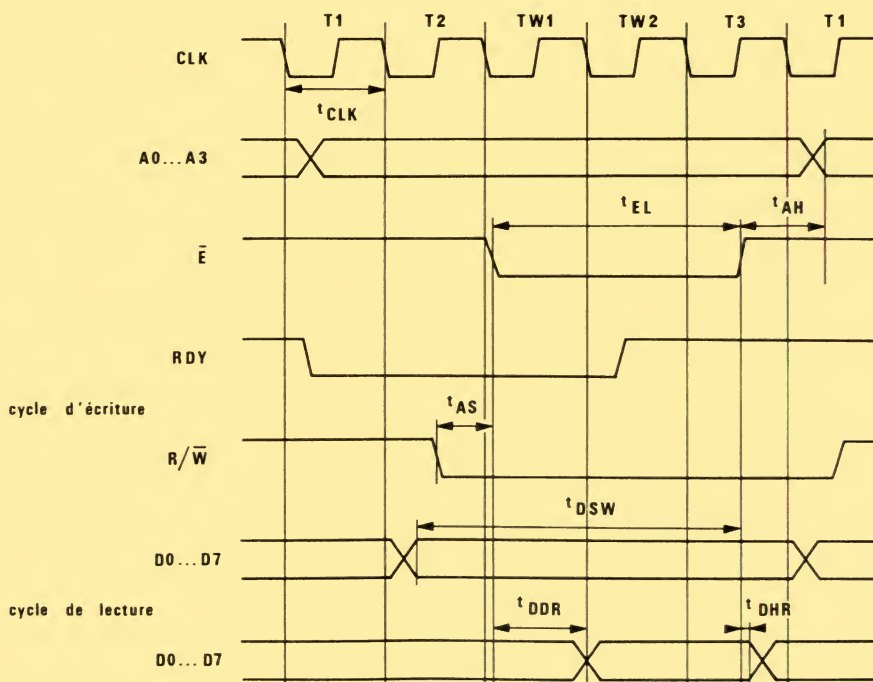 T1 T2 TW1 TW2 T3 T1
CLK
tCLK
A0...A3
tEL tAH
Ē
RDY
cycle d'écriture
tAS
R/W̄
tDSW
D0...D7
cycle de lecture
tDDR tDHR
D0...D7